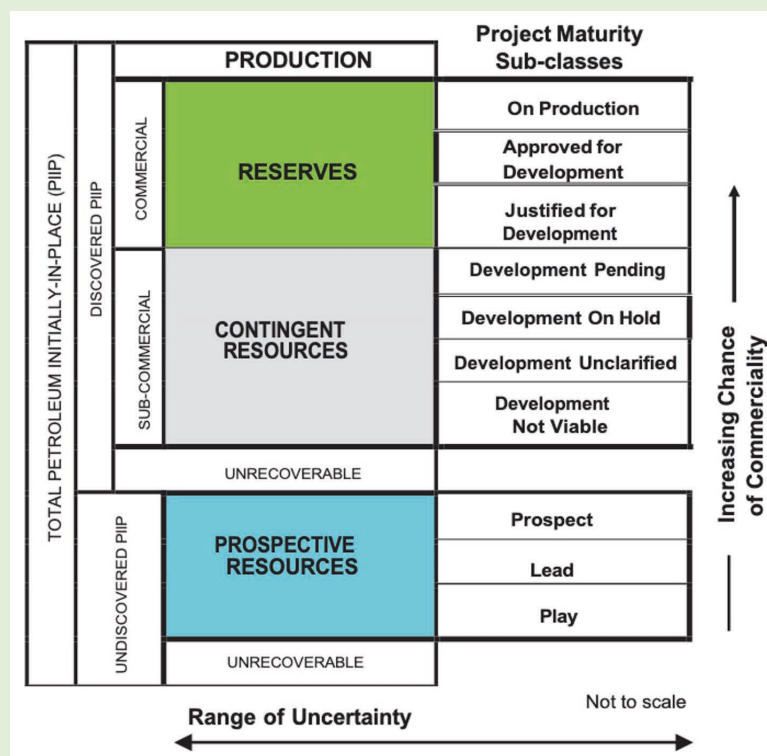 Project Maturity
Sub-classes
PRODUCTION
TOTAL PETROLEUM INITIALLY-IN-PLACE (PIIP)
DISCOVERED PIIP
COMMERCIAL
RESERVES
On Production
Approved for
Development
Justified for
Development
SUB-COMMERCIAL
CONTINGENT
RESOURCES
Development Pending
Development On Hold
Development Unclarified
Development
Not Viable
UNRECOVERABLE
UNDISCOVERED PIIP
PROSPECTIVE
RESOURCES
Prospect
Lead
Play
UNRECOVERABLE
Increasing Chance
of Commerciality
Not to scale
Range of Uncertainty